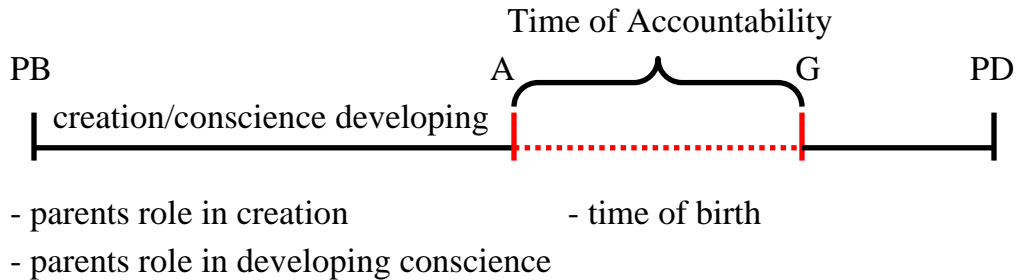 Time of Accountability
PB A G PD
creation/conscience developing
- parents role in creation - time of birth
- parents role in developing conscience